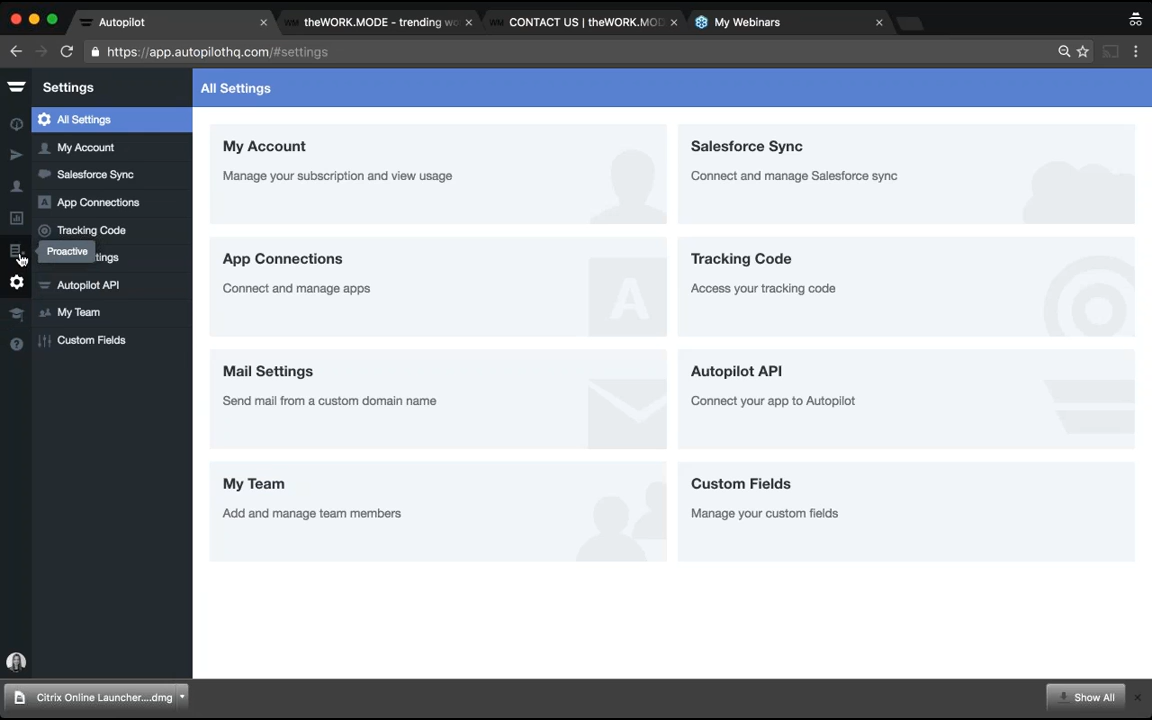 Autopilot
theWORK.MODE - trending wo
CONTACT US | theWORK.MOD
My Webinars
https://app.autopilothq.com/#settings
Settings
All Settings
All Settings
My Account
Salesforce Sync
App Connections
Tracking Code
Proactive
ttings
Autopilot API
My Team
Custom Fields
My Account
Manage your subscription and view usage
Salesforce Sync
Connect and manage Salesforce sync
App Connections
Connect and manage apps
A
Tracking Code
Access your tracking code
Mail Settings
Send mail from a custom domain name
Autopilot API
Connect your app to Autopilot
My Team
Add and manage team members
Custom Fields
Manage your custom fields
Citrix Online Launcher....dmg
Show All